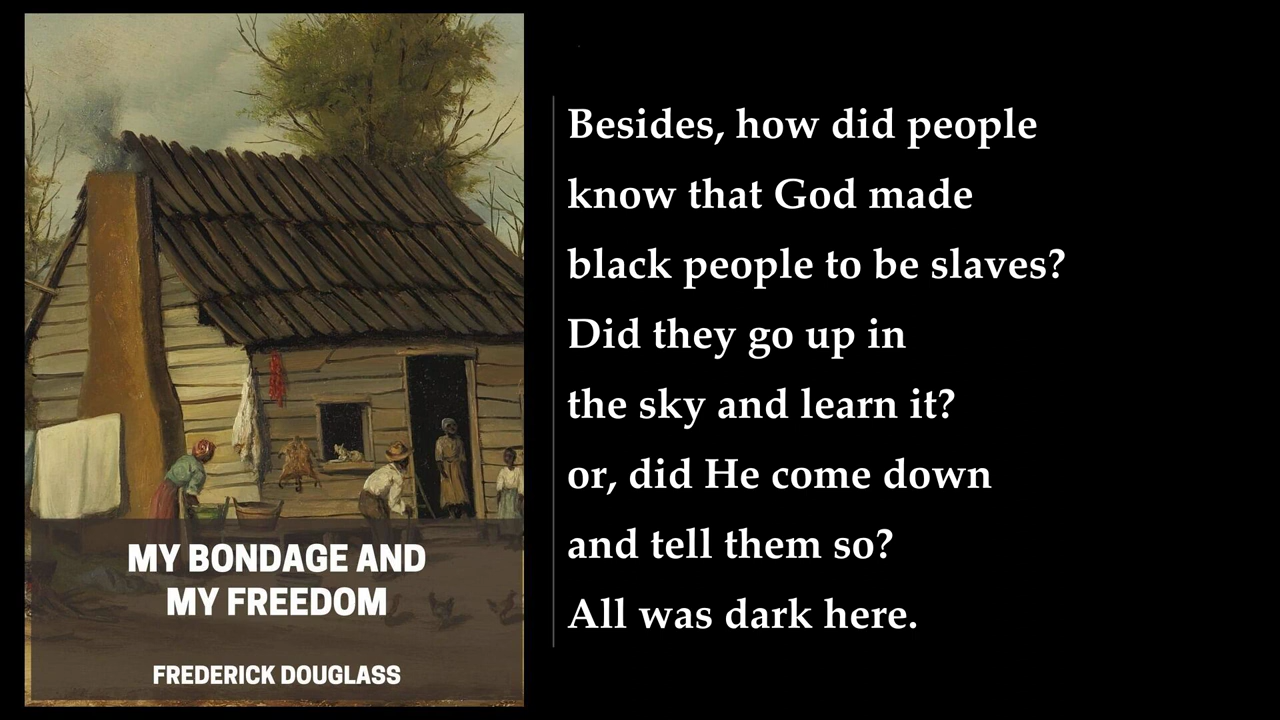 MY BONDAGE AND
MY FREEDOM
FREDERICK DOUGLASS
Besides, how did people
know that God made
black people to be slaves?
Did they go up in
the sky and learn it?
or, did He come down
and tell them so?
All was dark here.